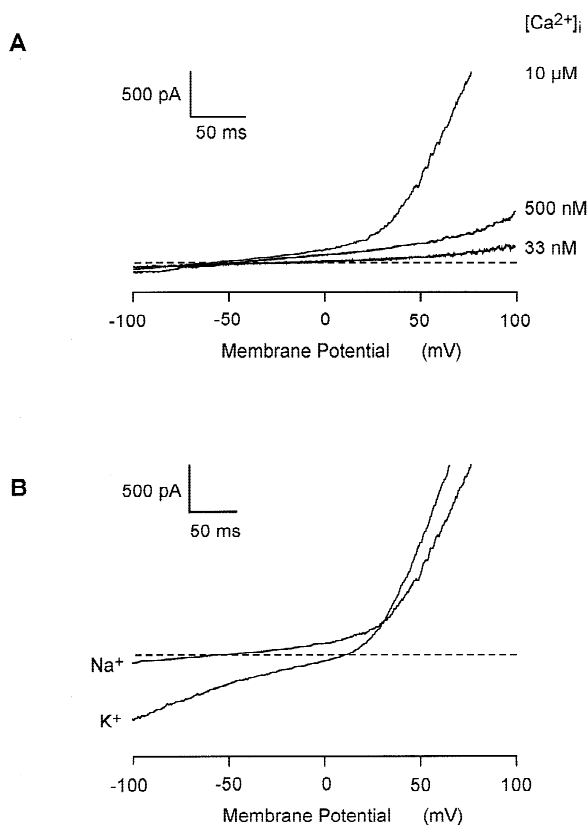 A
[Ca²⁺]ᵢ
10 µM
500 pA
50 ms
500 nM
33 nM
-100 -50 0 50 100
Membrane Potential (mV)
B
500 pA
50 ms
Na⁺
K⁺
-100 -50 0 50 100
Membrane Potential (mV)